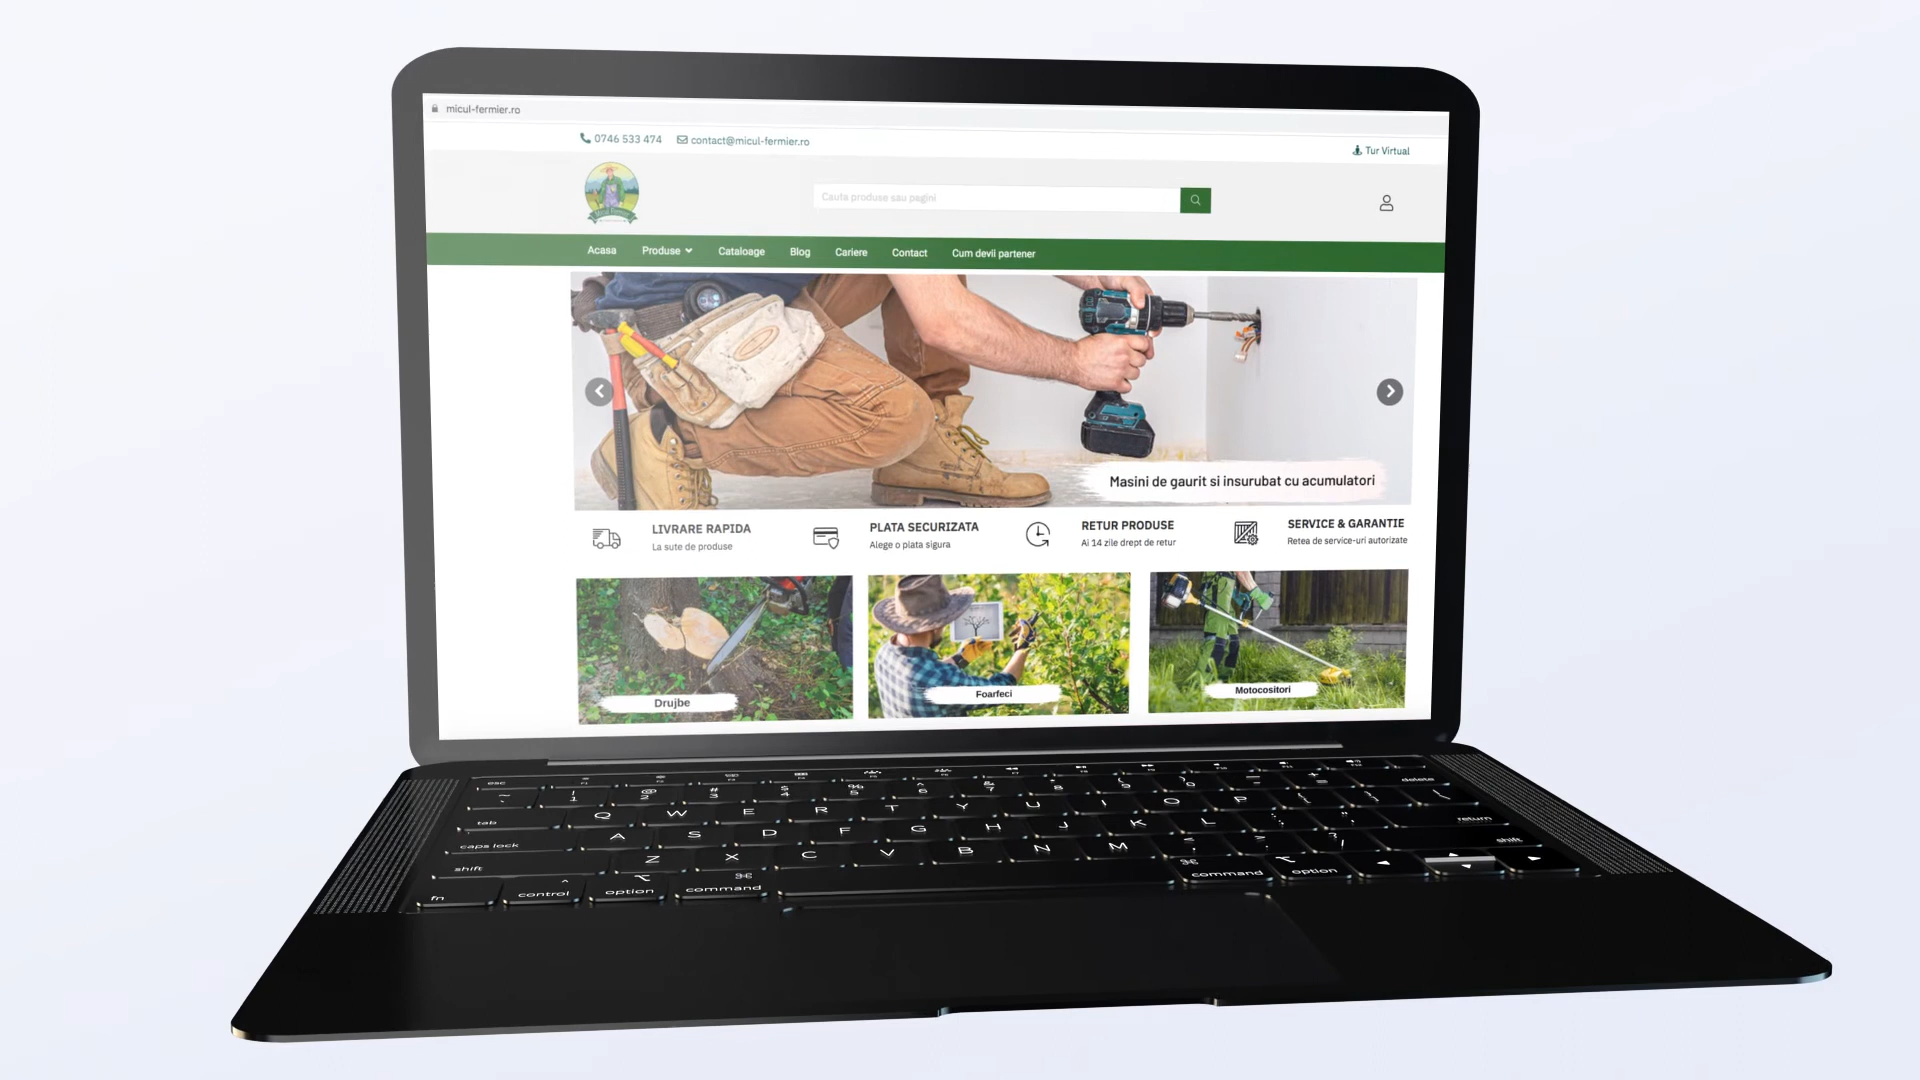 micul-fermier.ro
0746 533 474 contact@micul-fermier.ro
Tur Virtual
Cauta produse sau pagini
Acasa Produse Cataloage Blog Cariere Contact Cum devii partener
Masini de gaurit si insurubat cu acumulatori
LIVRARE RAPIDA
La sute de produse
PLATA SECURIZATA
Alege o plata sigura
RETUR PRODUSE
Ai 14 zile drept de retur
SERVICE & GARANTIE
Retea de service-uri autorizate
Drujbe
Foarfeci
Motocositori
esc
delete
tab Q W E R T Y U I O P
caps lock A S D F G H J K L return
shift Z X C V B N M shift
fn control option command command option